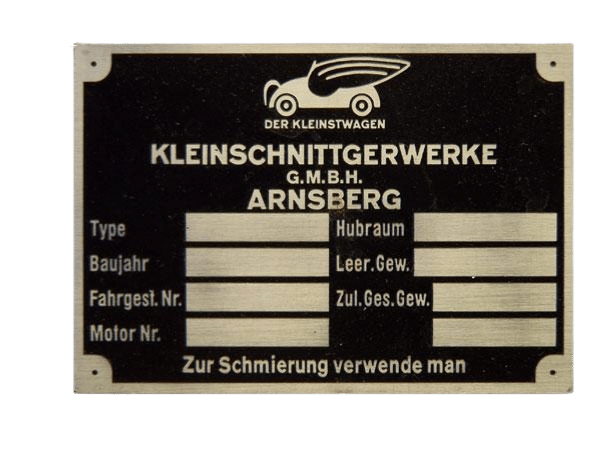 DER KLEINSTWAGEN
KLEINSCHNITTGERWERKE
G.M.B.H.
ARNSBERG
Type Hubraum
Baujahr Leer.Gew.
Fahrgest.Nr. Zul.Ges.Gew.
Motor Nr.
Zur Schmierung verwende man